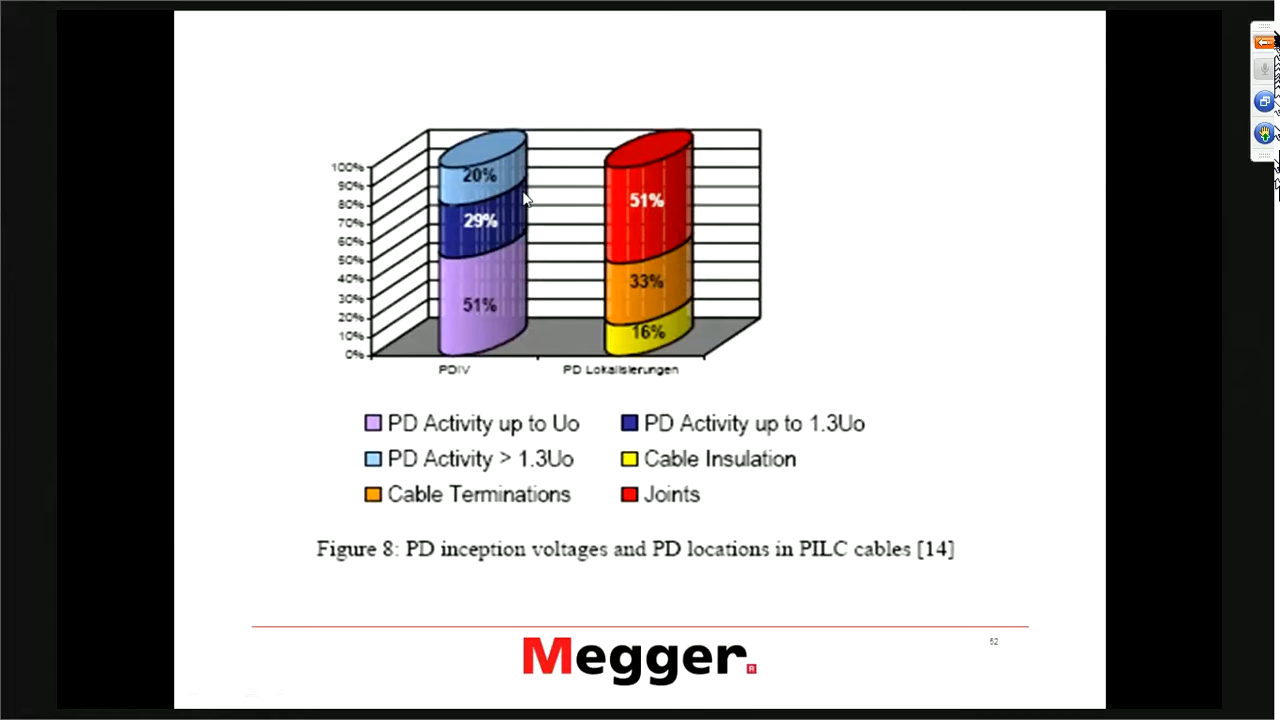 100%
90%
80%
70%
60%
50%
40%
30%
20%
10%
0%
20%
29%
51%
51%
33%
16%
PDIV
PD Lokalisierungen
PD Activity up to Uo
PD Activity up to 1.3Uo
PD Activity > 1.3Uo
Cable Insulation
Cable Terminations
Joints
Figure 8: PD inception voltages and PD locations in PILC cables [14]
52
Megger.
R